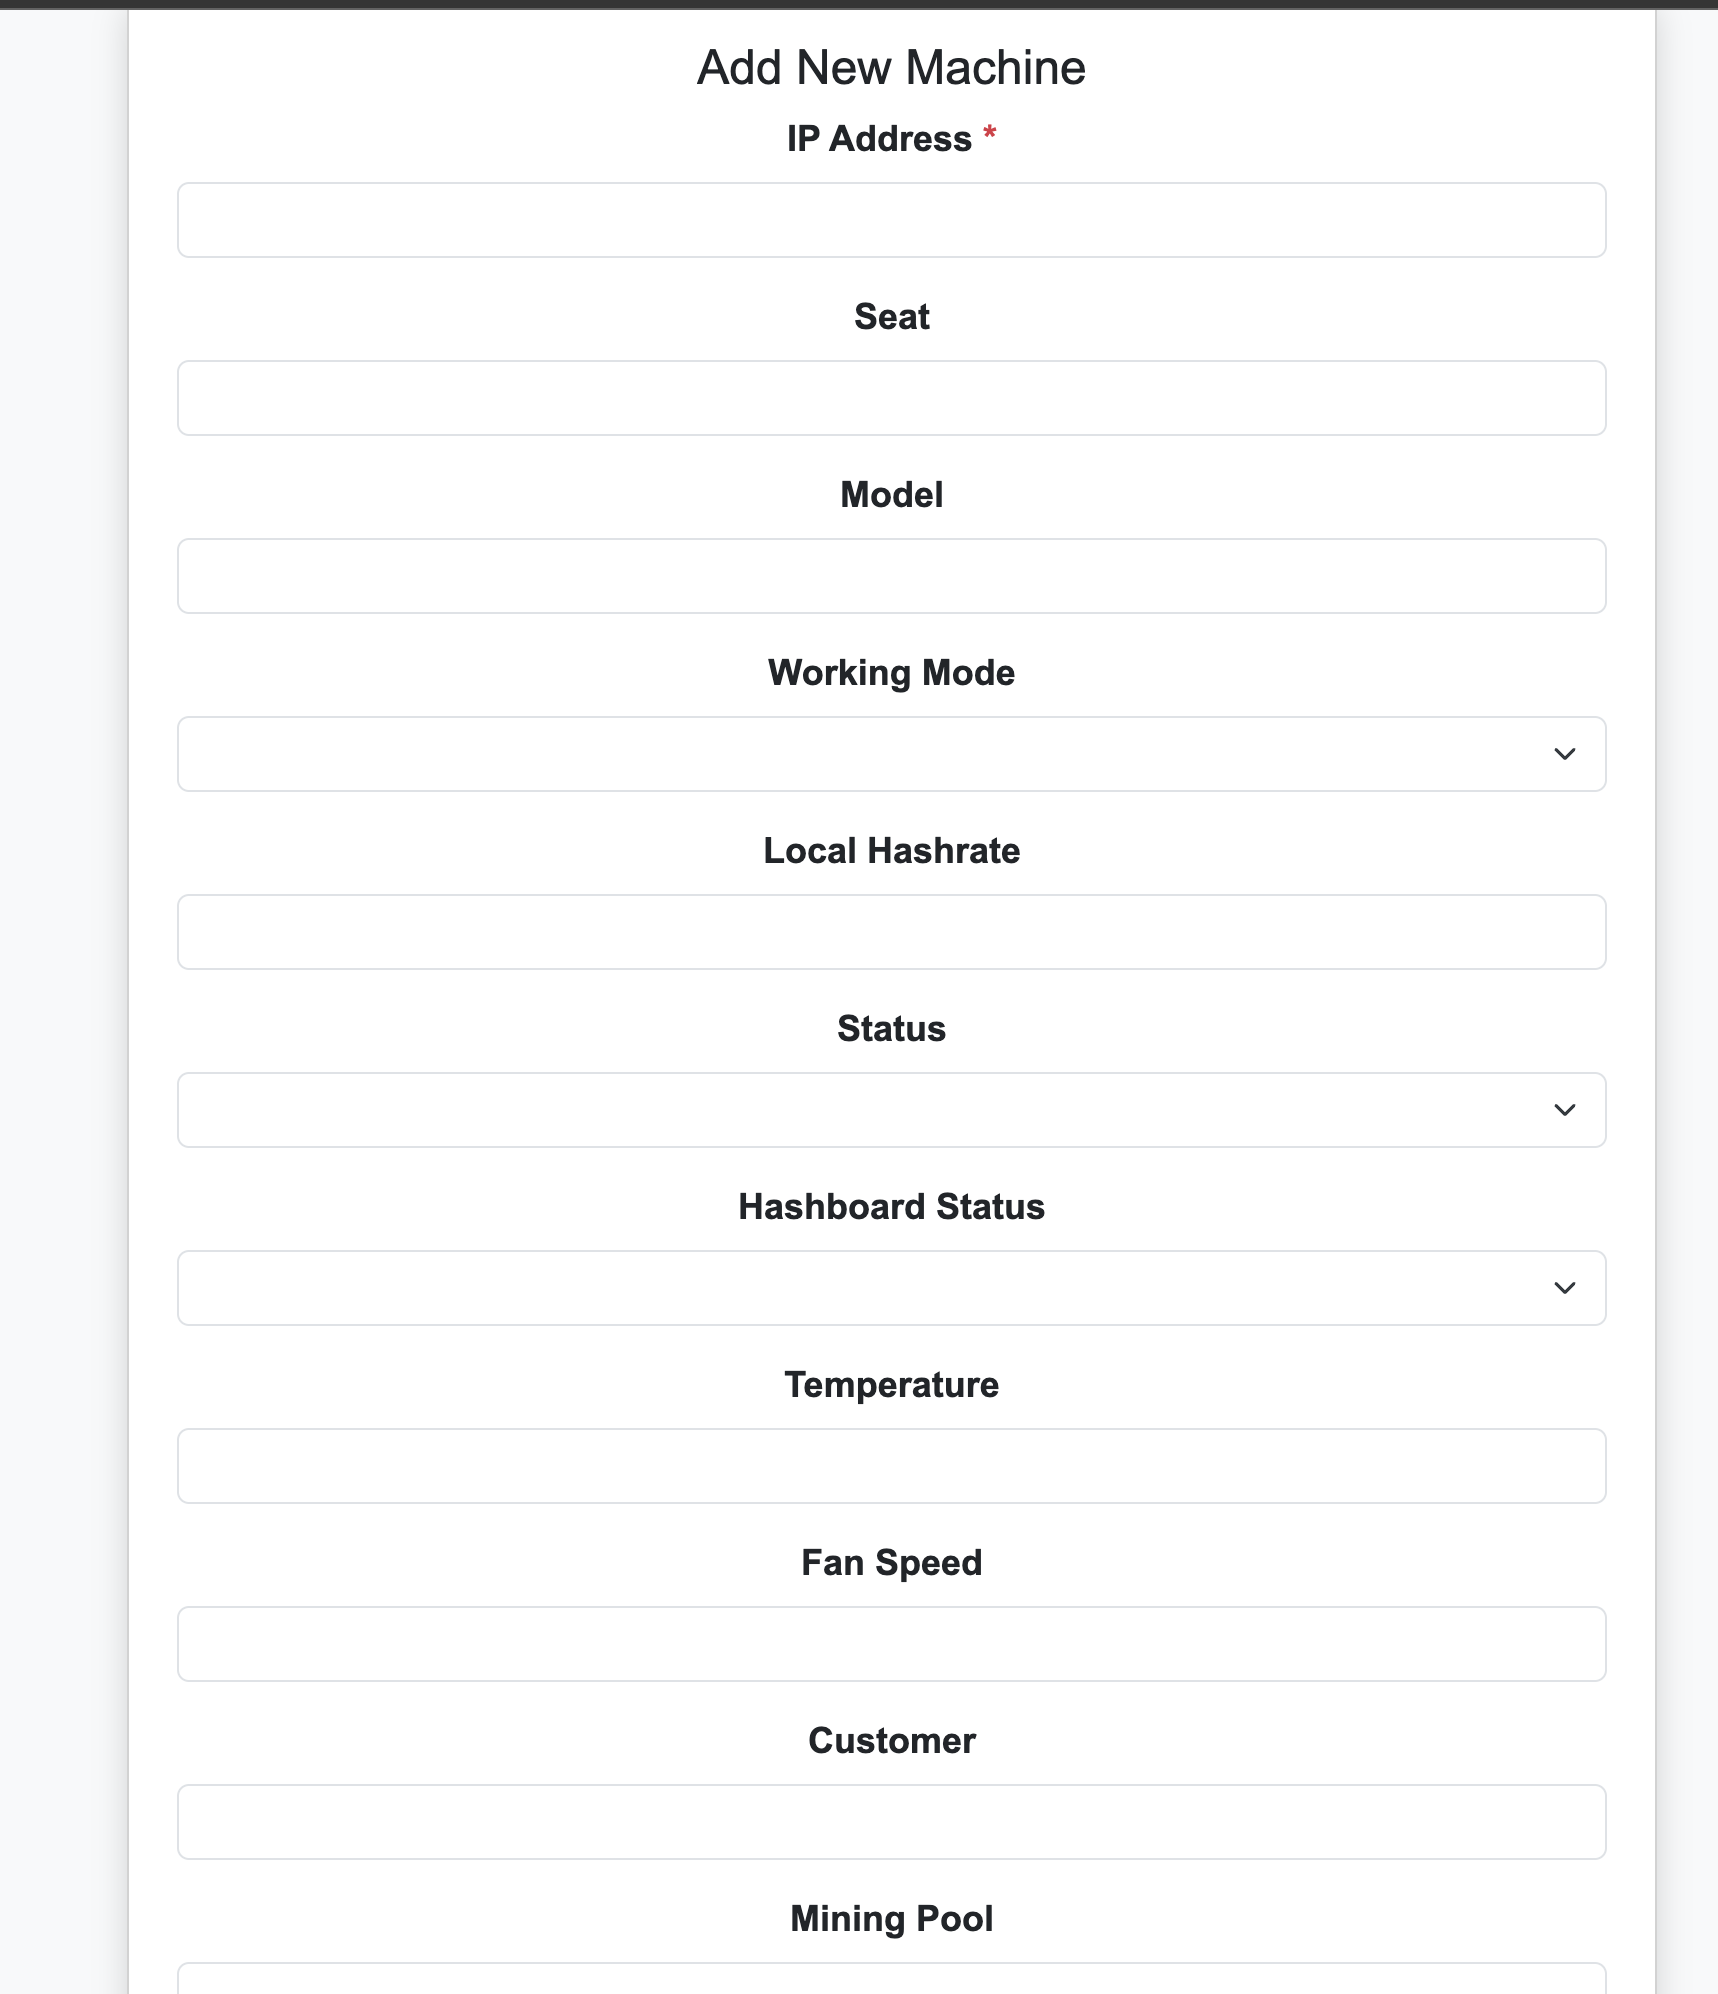 Add New Machine
IP Address *
Seat
Model
Working Mode
Local Hashrate
Status
Hashboard Status
Temperature
Fan Speed
Customer
Mining Pool